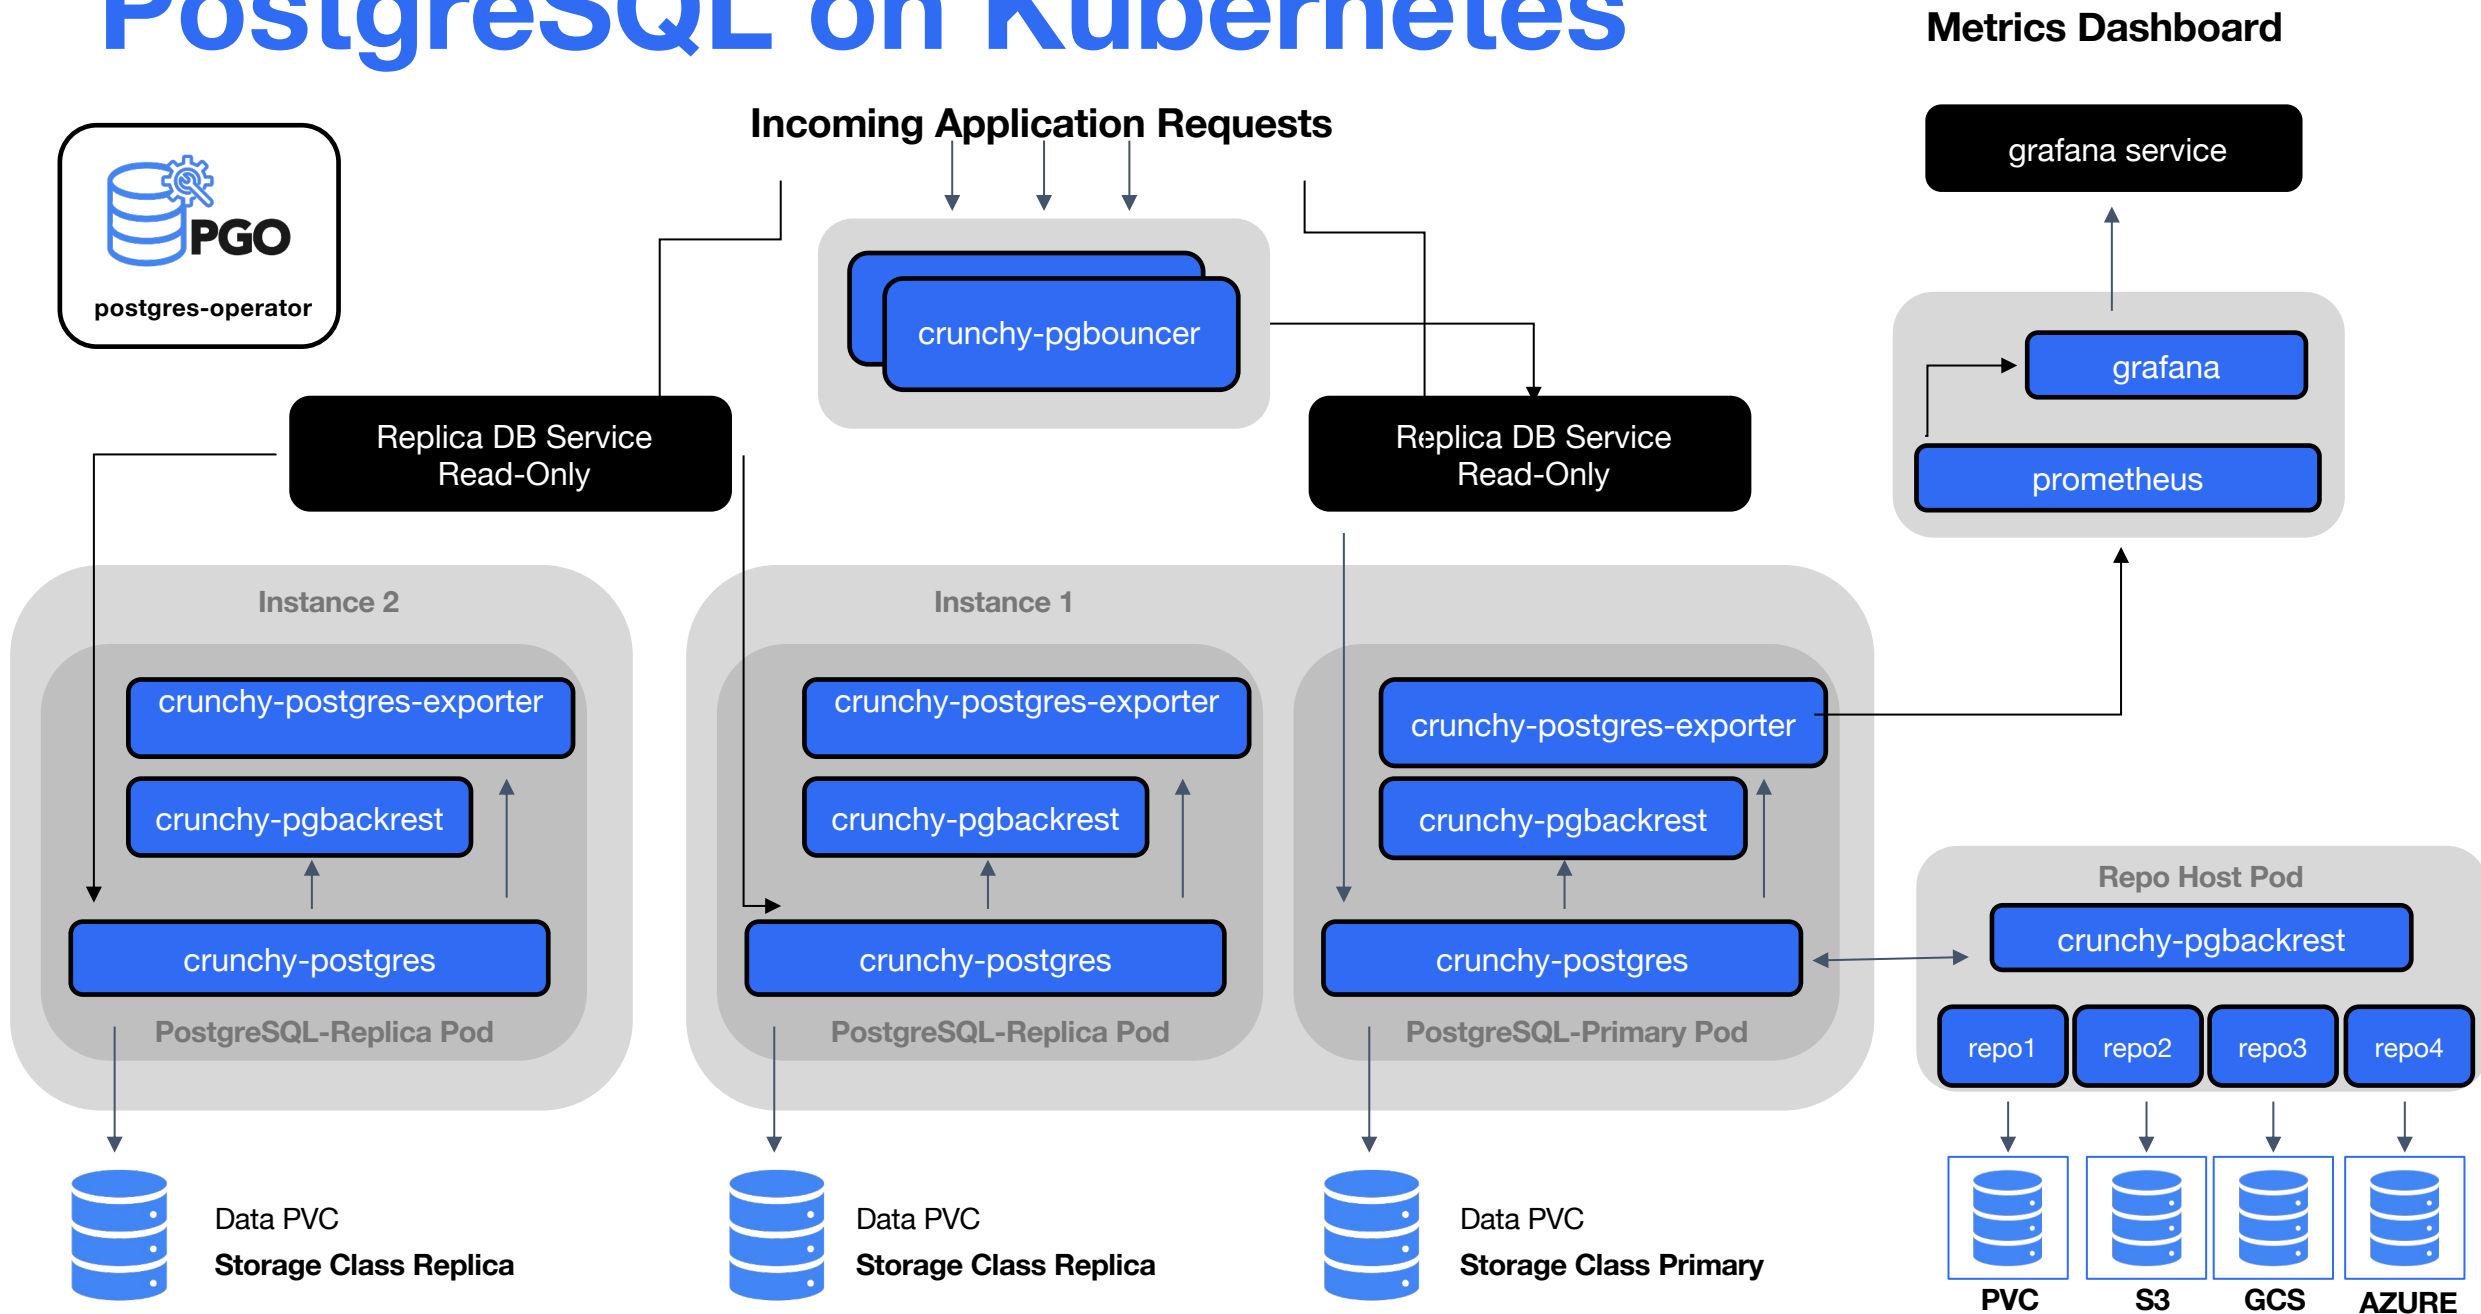 PostgreSQL on Kubernetes
Metrics Dashboard
Incoming Application Requests
grafana service
PGO
postgres-operator
crunchy-pgbouncer
grafana
Replica DB Service
Read-Only
Replica DB Service
Read-Only
prometheus
Instance 2
Instance 1
crunchy-postgres-exporter
crunchy-postgres-exporter
crunchy-postgres-exporter
crunchy-pgbackrest
crunchy-pgbackrest
crunchy-pgbackrest
Repo Host Pod
crunchy-pgbackrest
crunchy-postgres
crunchy-postgres
crunchy-postgres
PostgreSQL-Replica Pod
PostgreSQL-Replica Pod
PostgreSQL-Primary Pod
repo1
repo2
repo3
repo4
Data PVC
Storage Class Replica
Data PVC
Storage Class Replica
Data PVC
Storage Class Primary
PVC
S3
GCS
AZURE